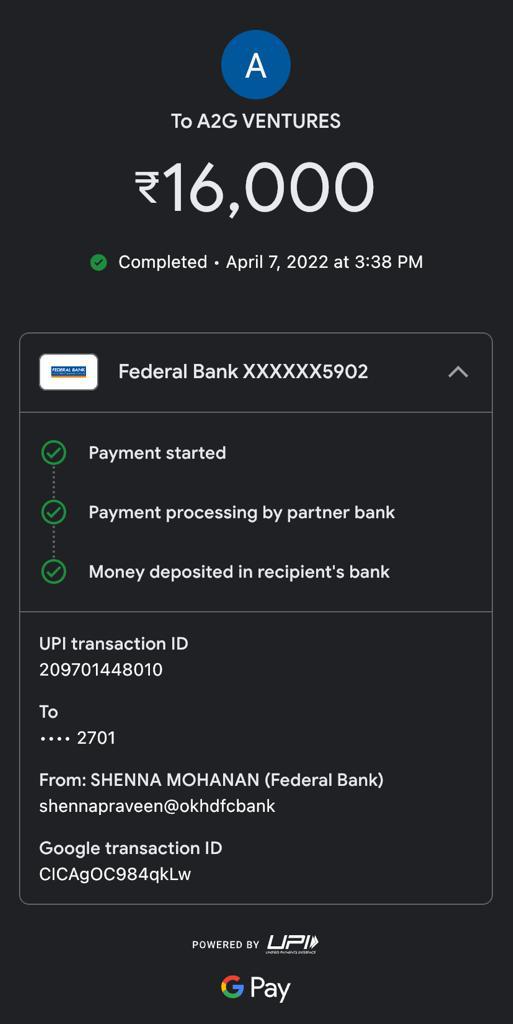 A
To A2G VENTURES
₹16,000
Completed • April 7, 2022 at 3:38 PM
FEDERAL BANK
Federal Bank XXXXXX5902
Payment started
Payment processing by partner bank
Money deposited in recipient's bank
UPI transaction ID
209701448010
To
•••• 2701
From: SHENNA MOHANAN (Federal Bank)
shennapraveen@okhdfcbank
Google transaction ID
CICAgOC984qkLw
POWERED BY UPI
UNIFIED PAYMENTS INTERFACE
G Pay